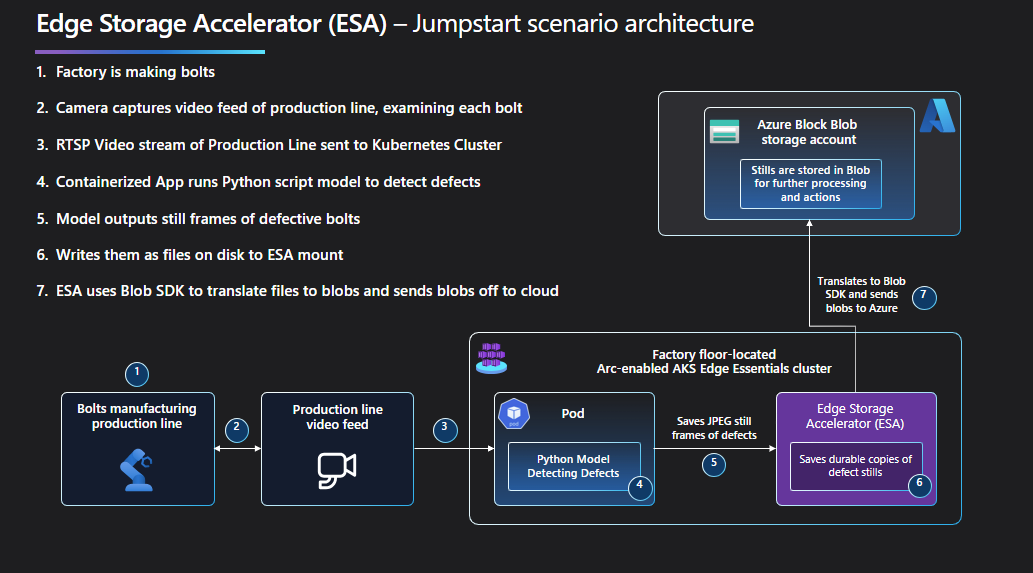 Edge Storage Accelerator (ESA) – Jumpstart scenario architecture
1. Factory is making bolts
2. Camera captures video feed of production line, examining each bolt
3. RTSP Video stream of Production Line sent to Kubernetes Cluster
4. Containerized App runs Python script model to detect defects
5. Model outputs still frames of defective bolts
6. Writes them as files on disk to ESA mount
7. ESA uses Blob SDK to translate files to blobs and sends blobs off to cloud
Azure Block Blob
storage account
Stills are stored in Blob
for further processing
and actions
Translates to Blob
SDK and sends
blobs to Azure
7
Factory floor-located
Arc-enabled AKS Edge Essentials cluster
1
Bolts manufacturing
production line
2
Production line
video feed
3
pod
Pod
Python Model
Detecting Defects
4
Saves JPEG still
frames of defects
5
Edge Storage
Accelerator (ESA)
Saves durable copies of
defect stills
6